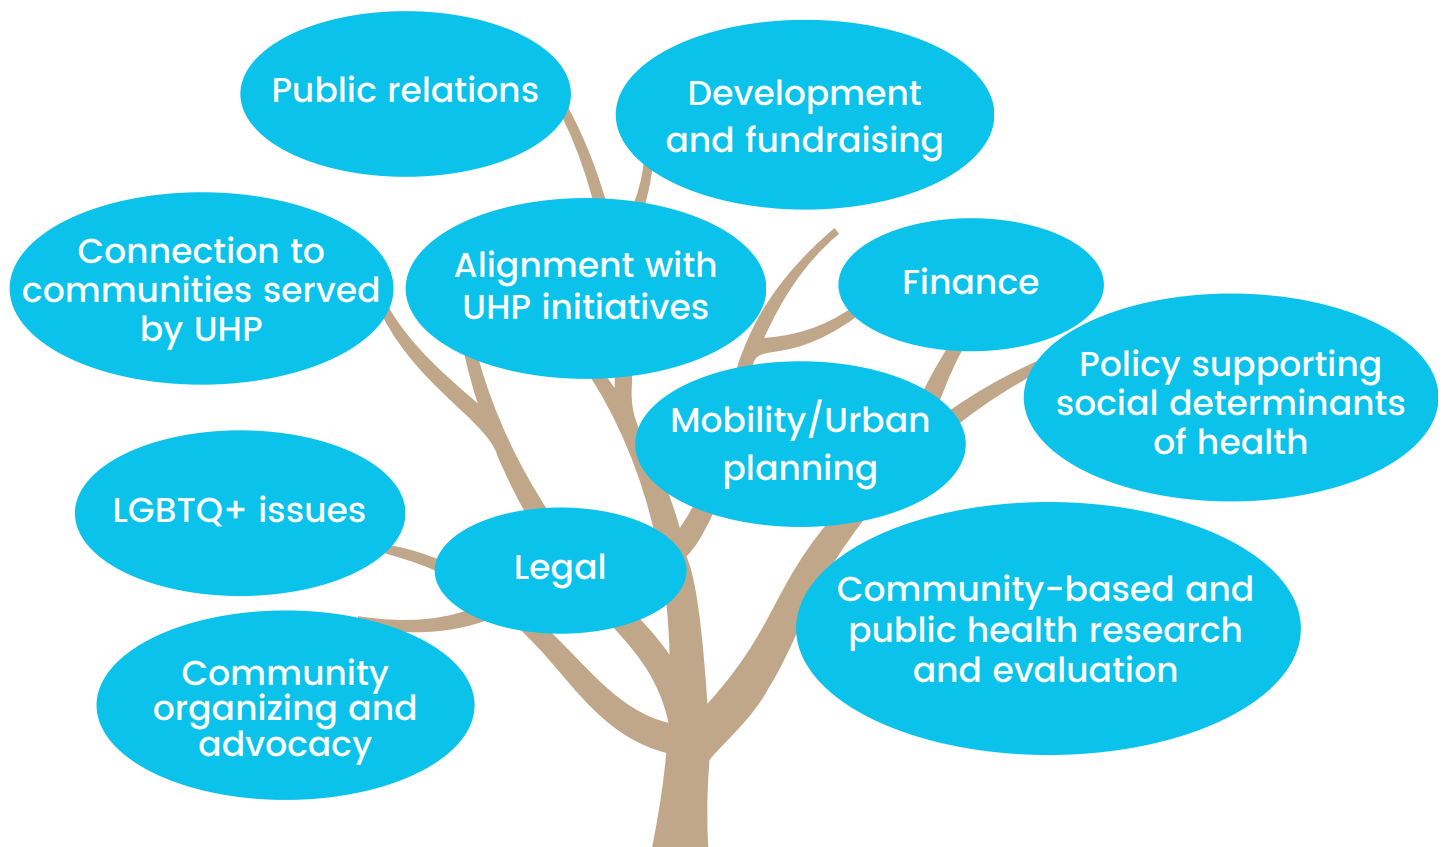 Public relations
Development
and fundraising
Connection to
communities served
by UHP
Alignment with
UHP initiatives
Finance
Policy supporting
social determinants
of health
Mobility/Urban
planning
LGBTQ+ issues
Legal
Community-based and
public health research
and evaluation
Community
organizing and
advocacy